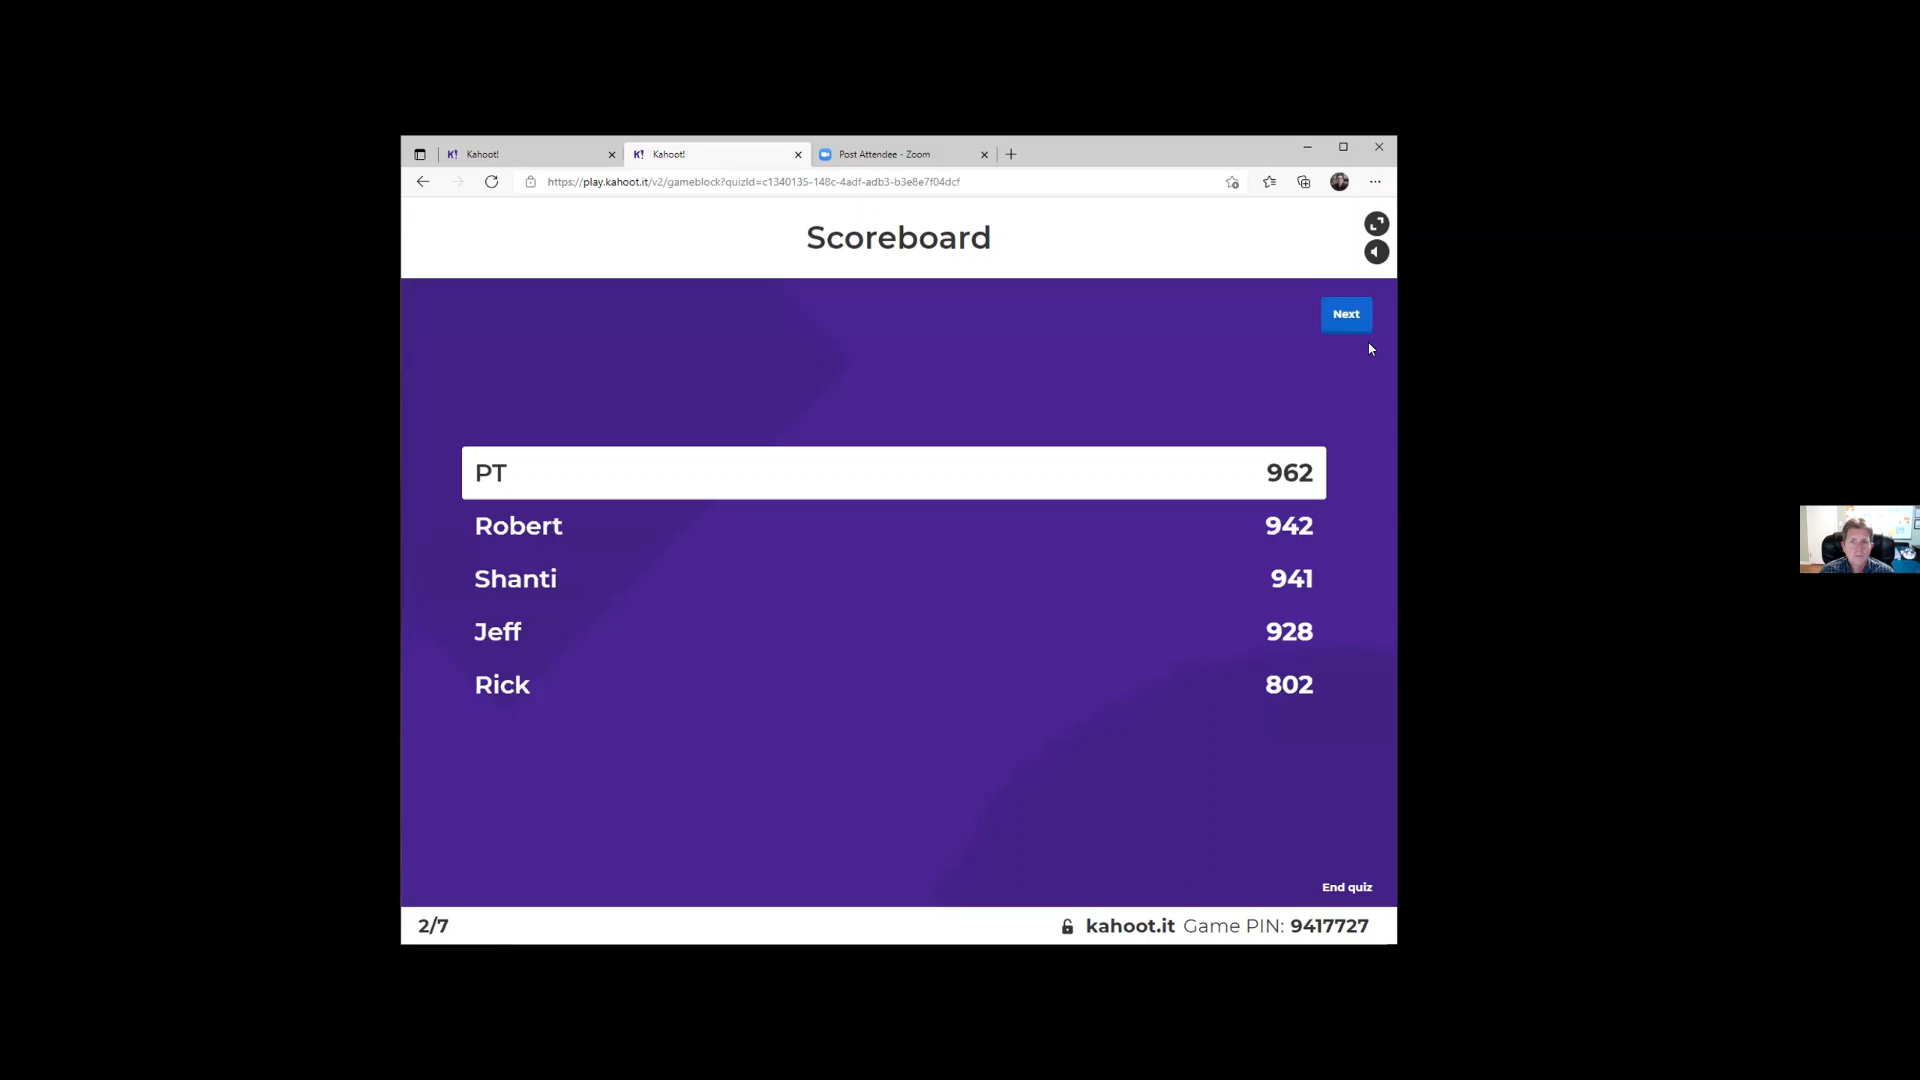 K! Kahoot!
K! Kahoot!
Post Attendee - Zoom
https://play.kahoot.it/v2/gameblock?quizId=c1340135-148c-4adf-adb3-b3e8e7f04dcf
Scoreboard
Next
PT 962
Robert 942
Shanti 941
Jeff 928
Rick 802
End quiz
2/7
kahoot.it Game PIN: 9417727